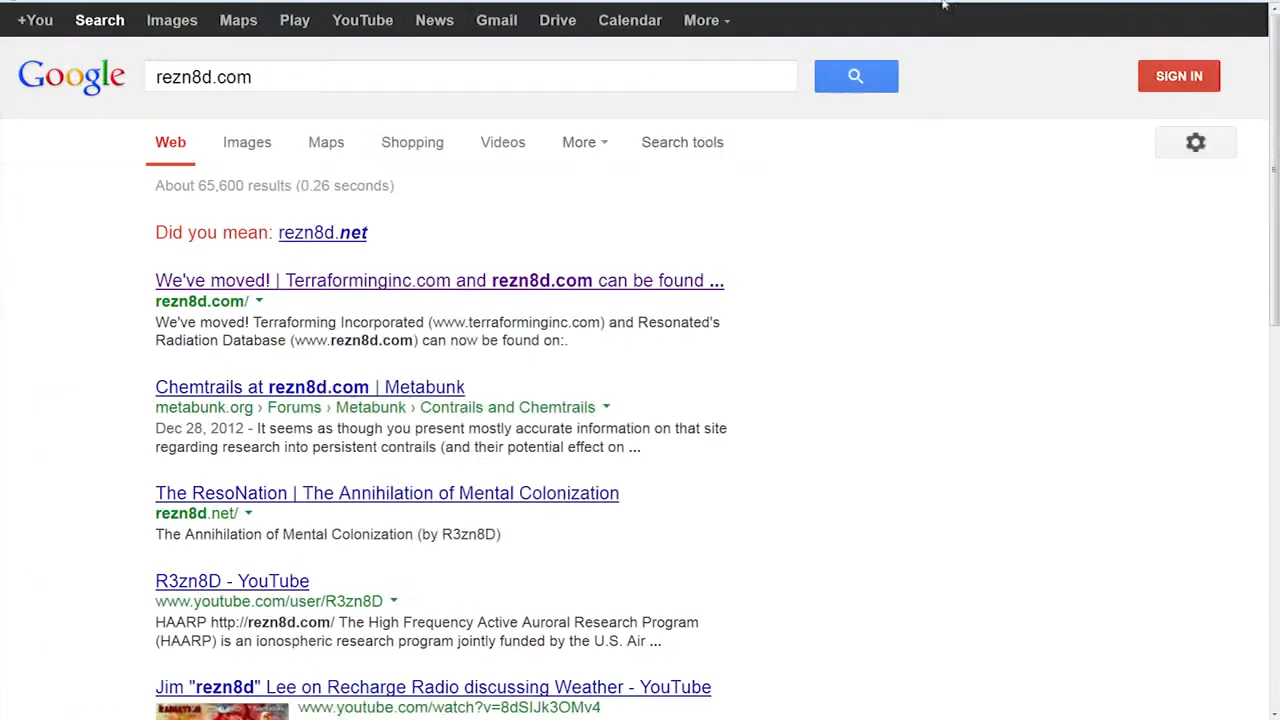 +You Search Images Maps Play YouTube News Gmail Drive Calendar More
Google rezn8d.com SIGN IN
Web Images Maps Shopping Videos More Search tools
About 65,600 results (0.26 seconds)
Did you mean: rezn8d.net
We've moved! | Terraforminginc.com and rezn8d.com can be found ...
rezn8d.com/
We've moved! Terraforming Incorporated (www.terraforminginc.com) and Resonated's
Radiation Database (www.rezn8d.com) can now be found on:.
Chemtrails at rezn8d.com | Metabunk
metabunk.org › Forums › Metabunk › Contrails and Chemtrails
Dec 28, 2012 - It seems as though you present mostly accurate information on that site
regarding research into persistent contrails (and their potential effect on ...
The ResoNation | The Annihilation of Mental Colonization
rezn8d.net/
The Annihilation of Mental Colonization (by R3zn8D)
R3zn8D - YouTube
www.youtube.com/user/R3zn8D
HAARP http://rezn8d.com/ The High Frequency Active Auroral Research Program
(HAARP) is an ionospheric research program jointly funded by the U.S. Air ...
Jim "rezn8d" Lee on Recharge Radio discussing Weather - YouTube
www.youtube.com/watch?v=8dSIJk3OMv4